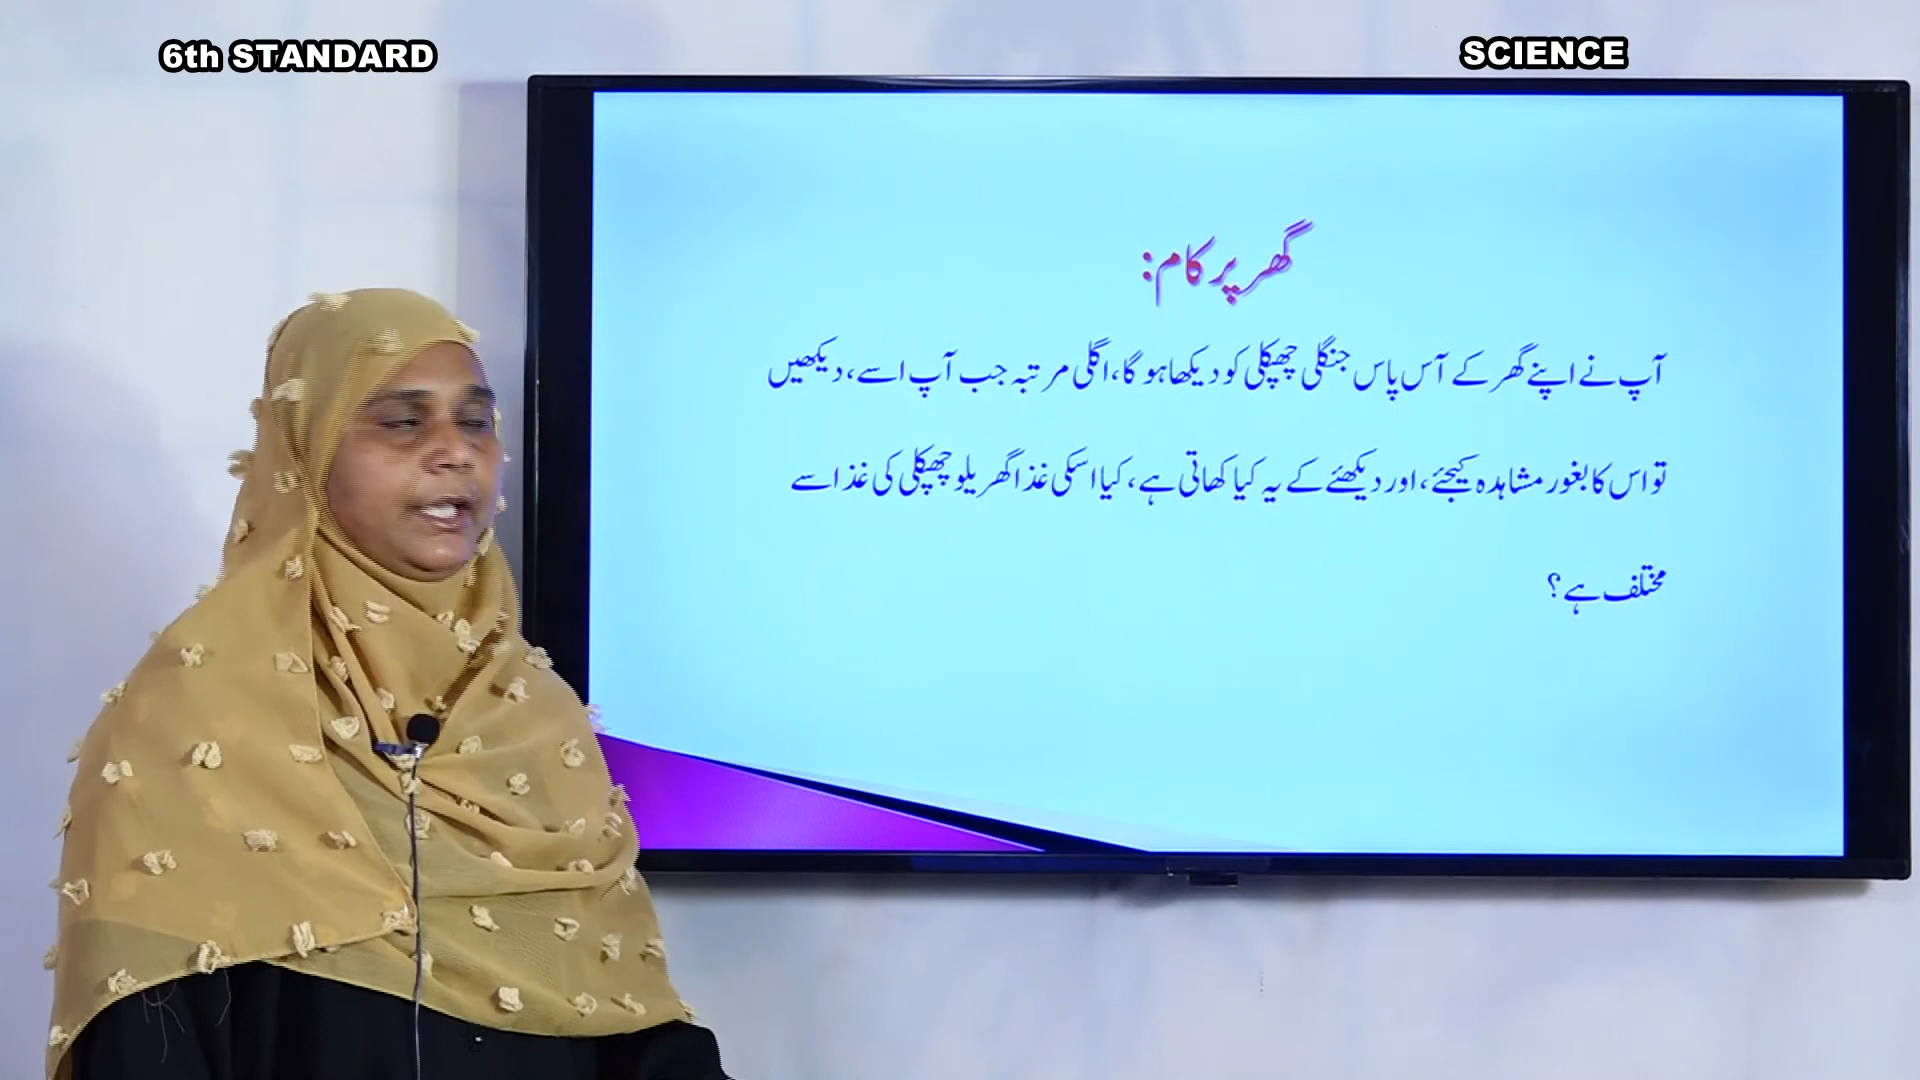 6th STANDARD
SCIENCE
گھر پر کام:
آپ نے اپنے گھر کے آس پاس جنگلی چھپکلی کو دیکھا ہو گا، اگلی مرتبہ جب آپ اسے، دیکھیں
تو اس کا بغور مشاہدہ کیجئے، اور دیکھئے کے یہ کیا کھاتی ہے، کیا اسکی غذا گھریلو چھپکلی کی غذا سے
مختلف ہے؟